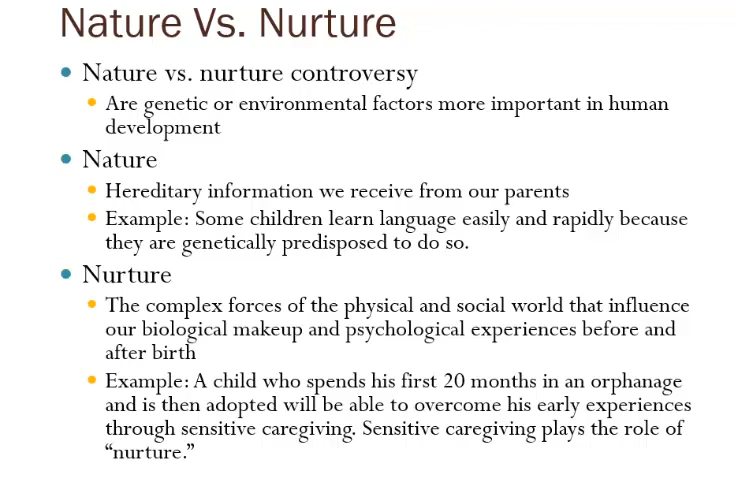 Nature Vs. Nurture
Nature vs. nurture controversy
Are genetic or environmental factors more important in human
development
Nature
Hereditary information we receive from our parents
Example: Some children learn language easily and rapidly because
they are genetically predisposed to do so.
Nurture
The complex forces of the physical and social world that influence
our biological makeup and psychological experiences before and
after birth
Example: A child who spends his first 20 months in an orphanage
and is then adopted will be able to overcome his early experiences
through sensitive caregiving. Sensitive caregiving plays the role of
“nurture.”